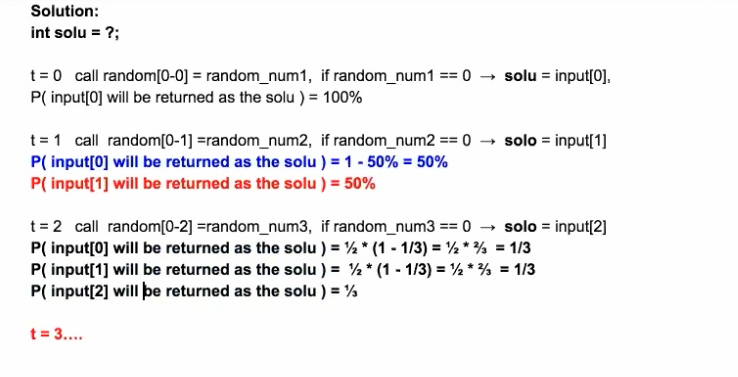 Solution:
int solu = ?;
t = 0 call random[0-0] = random_num1, if random_num1 == 0 → solu = input[0],
P( input[0] will be returned as the solu ) = 100%
t = 1 call random[0-1] =random_num2, if random_num2 == 0 → solo = input[1]
P( input[0] will be returned as the solu ) = 1 - 50% = 50%
P( input[1] will be returned as the solu ) = 50%
t = 2 call random[0-2] =random_num3, if random_num3 == 0 → solo = input[2]
P( input[0] will be returned as the solu ) = ½ * (1 - 1/3) = ½ * ⅔ = 1/3
P( input[1] will be returned as the solu ) = ½ * (1 - 1/3) = ½ * ⅔ = 1/3
P( input[2] will be returned as the solu ) = ⅓
t = 3....